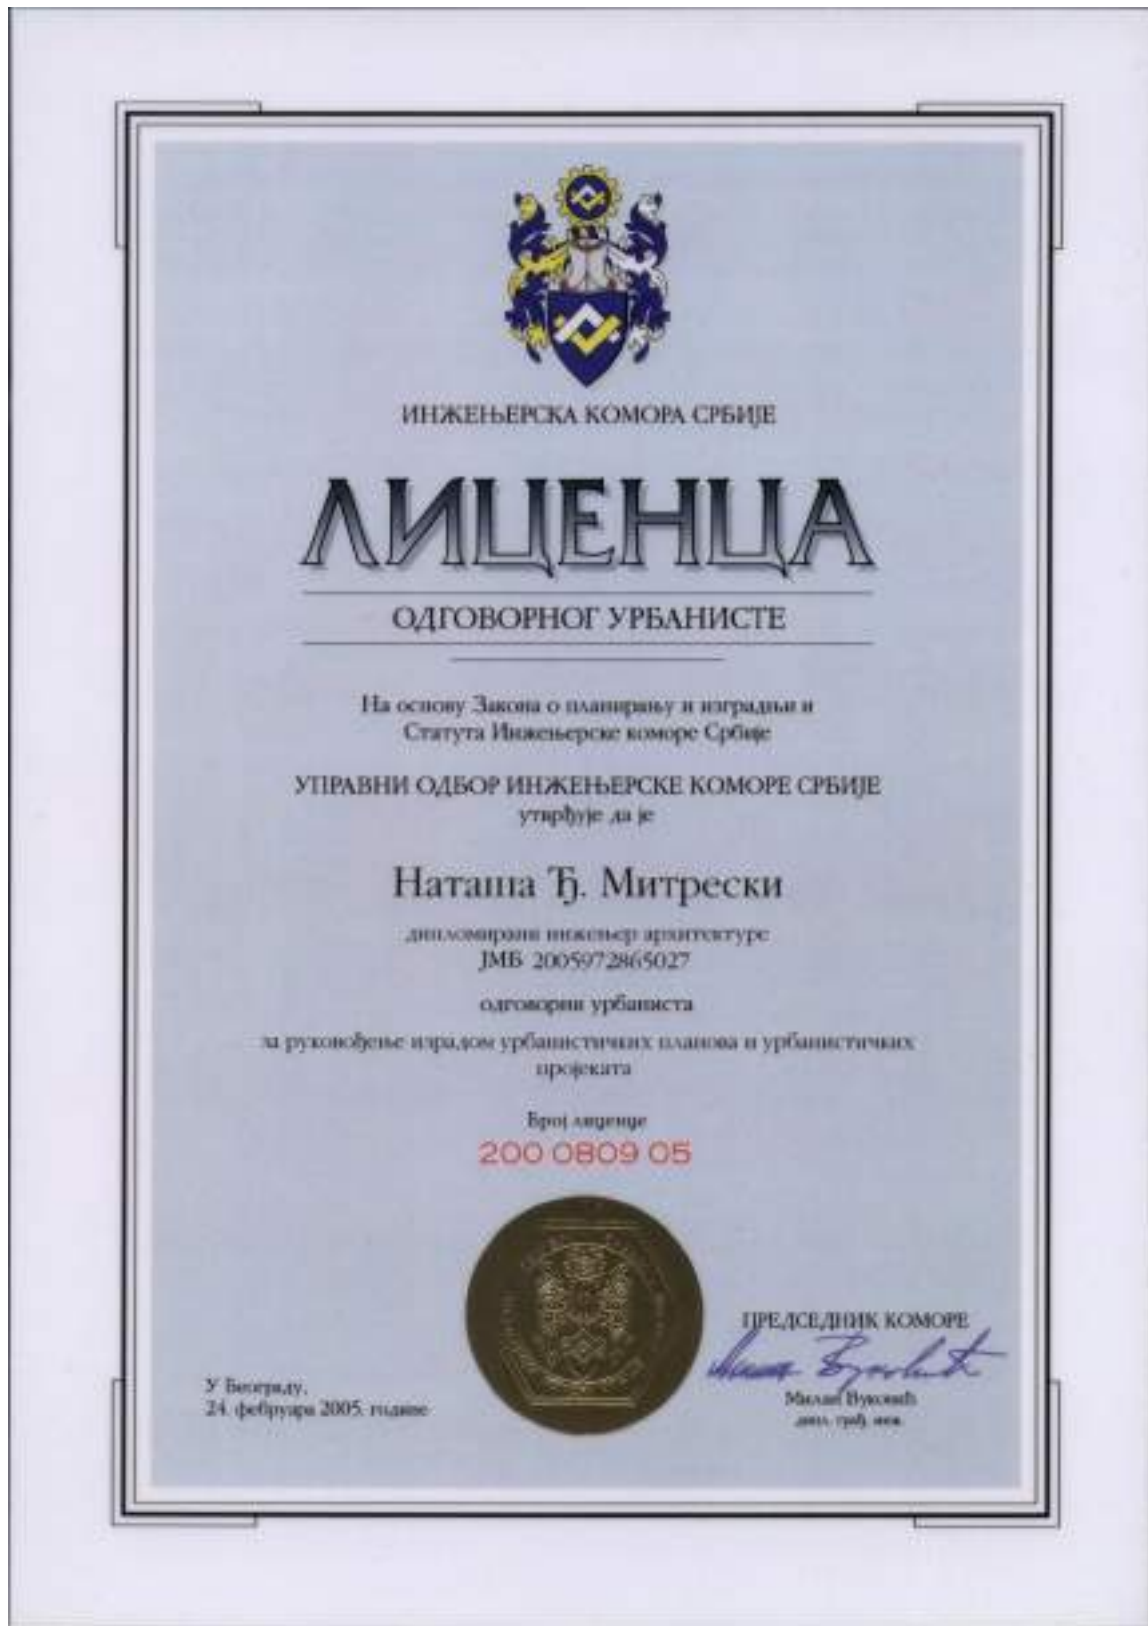 ИНЖЕЊЕРСКА КОМОРА СРБИЈЕ
ЛИЦЕНЦА
ОДГОВОРНОГ УРБАНИСТЕ
На основу Закона о планирању и изградњи и
Статута Инжењерске коморе Србије
УПРАВНИ ОДБОР ИНЖЕЊЕРСКЕ КОМОРЕ СРБИЈЕ
утврђује да је
Наташа Ђ. Митрески
дипломирани инжењер архитектуре
ЈМБ 2005972865027
одговорни урбаниста
за руковођење израдом урбанистичких планова и урбанистичких
пројеката
Број лиценце
200 0809 05
ПРЕДСЕДНИК КОМОРЕ
У Београду,
24. фебруара 2005. године
Милан Вуковић
дипл. грађ. инж.